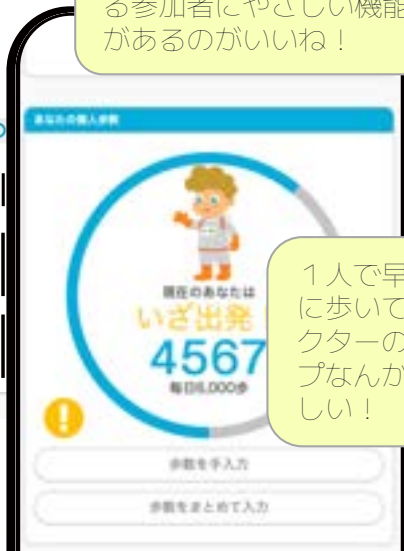 る参加者にやさしい機能
があるのがいいね!
あなたの個人歩数
現在のあなたは
いざ出発
4567
毎日8,000歩
1人で早
に歩いて
クターの
プなんか
しい!
歩数を手入力
歩数をまとめて入力